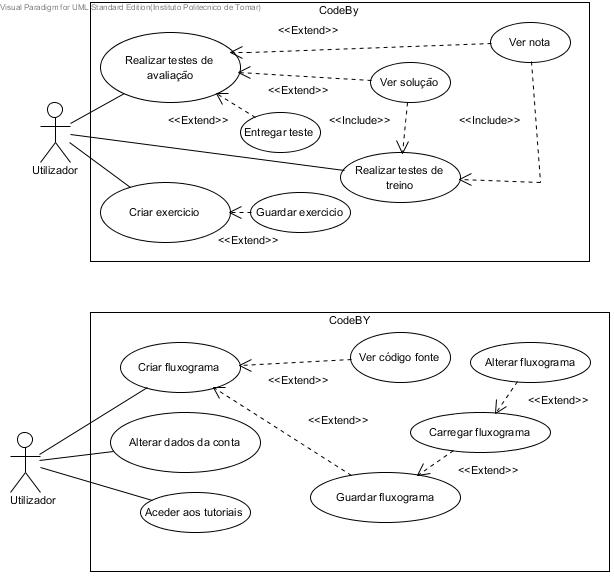 Visual Paradigm for UML Standard Edition(Instituto Politecnico de Tomar)
CodeBy
<<Extend>>
Ver nota
Realizar testes de
avaliação
Ver solução
<<Extend>>
<<Extend>>
<<Include>>
<<Include>>
Entregar teste
Utilizador
Realizar testes de
treino
Criar exercicio
Guardar exercicio
<<Extend>>
CodeBY
Ver código fonte
Alterar fluxograma
Criar fluxograma
<<Extend>>
<<Extend>>
<<Extend>>
Carregar fluxograma
Alterar dados da conta
<<Extend>>
Utilizador
Guardar fluxograma
Aceder aos tutoriais